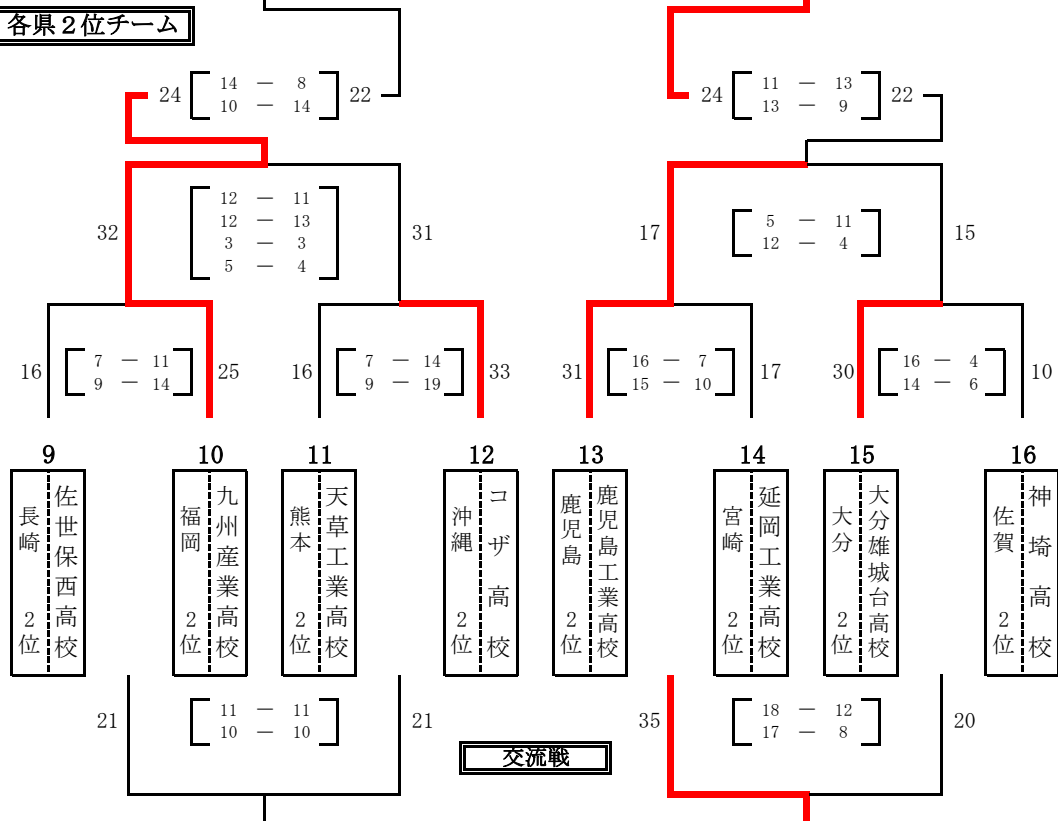 各県２位チーム
24 14 － 8 22
10 － 14
24 11 － 13 22
13 － 9
32 12 － 11 31
12 － 13
3 － 3
5 － 4
17 5 － 11 15
12 － 4
16 7 － 11 25
9 － 14
16 7 － 14 33
9 － 19
31 16 － 7 17
15 － 10
30 16 － 4 10
14 － 6
9
長崎 2位
佐世保西高校
10
福岡 2位
九州産業高校
11
熊本 2位
天草工業高校
12
沖縄 2位
コザ高校
13
鹿児島 2位
鹿児島工業高校
14
宮崎 2位
延岡工業高校
15
大分 2位
大分雄城台高校
16
佐賀 2位
神埼高校
21 11 － 11 21
10 － 10
35 18 － 12 20
17 － 8
交流戦